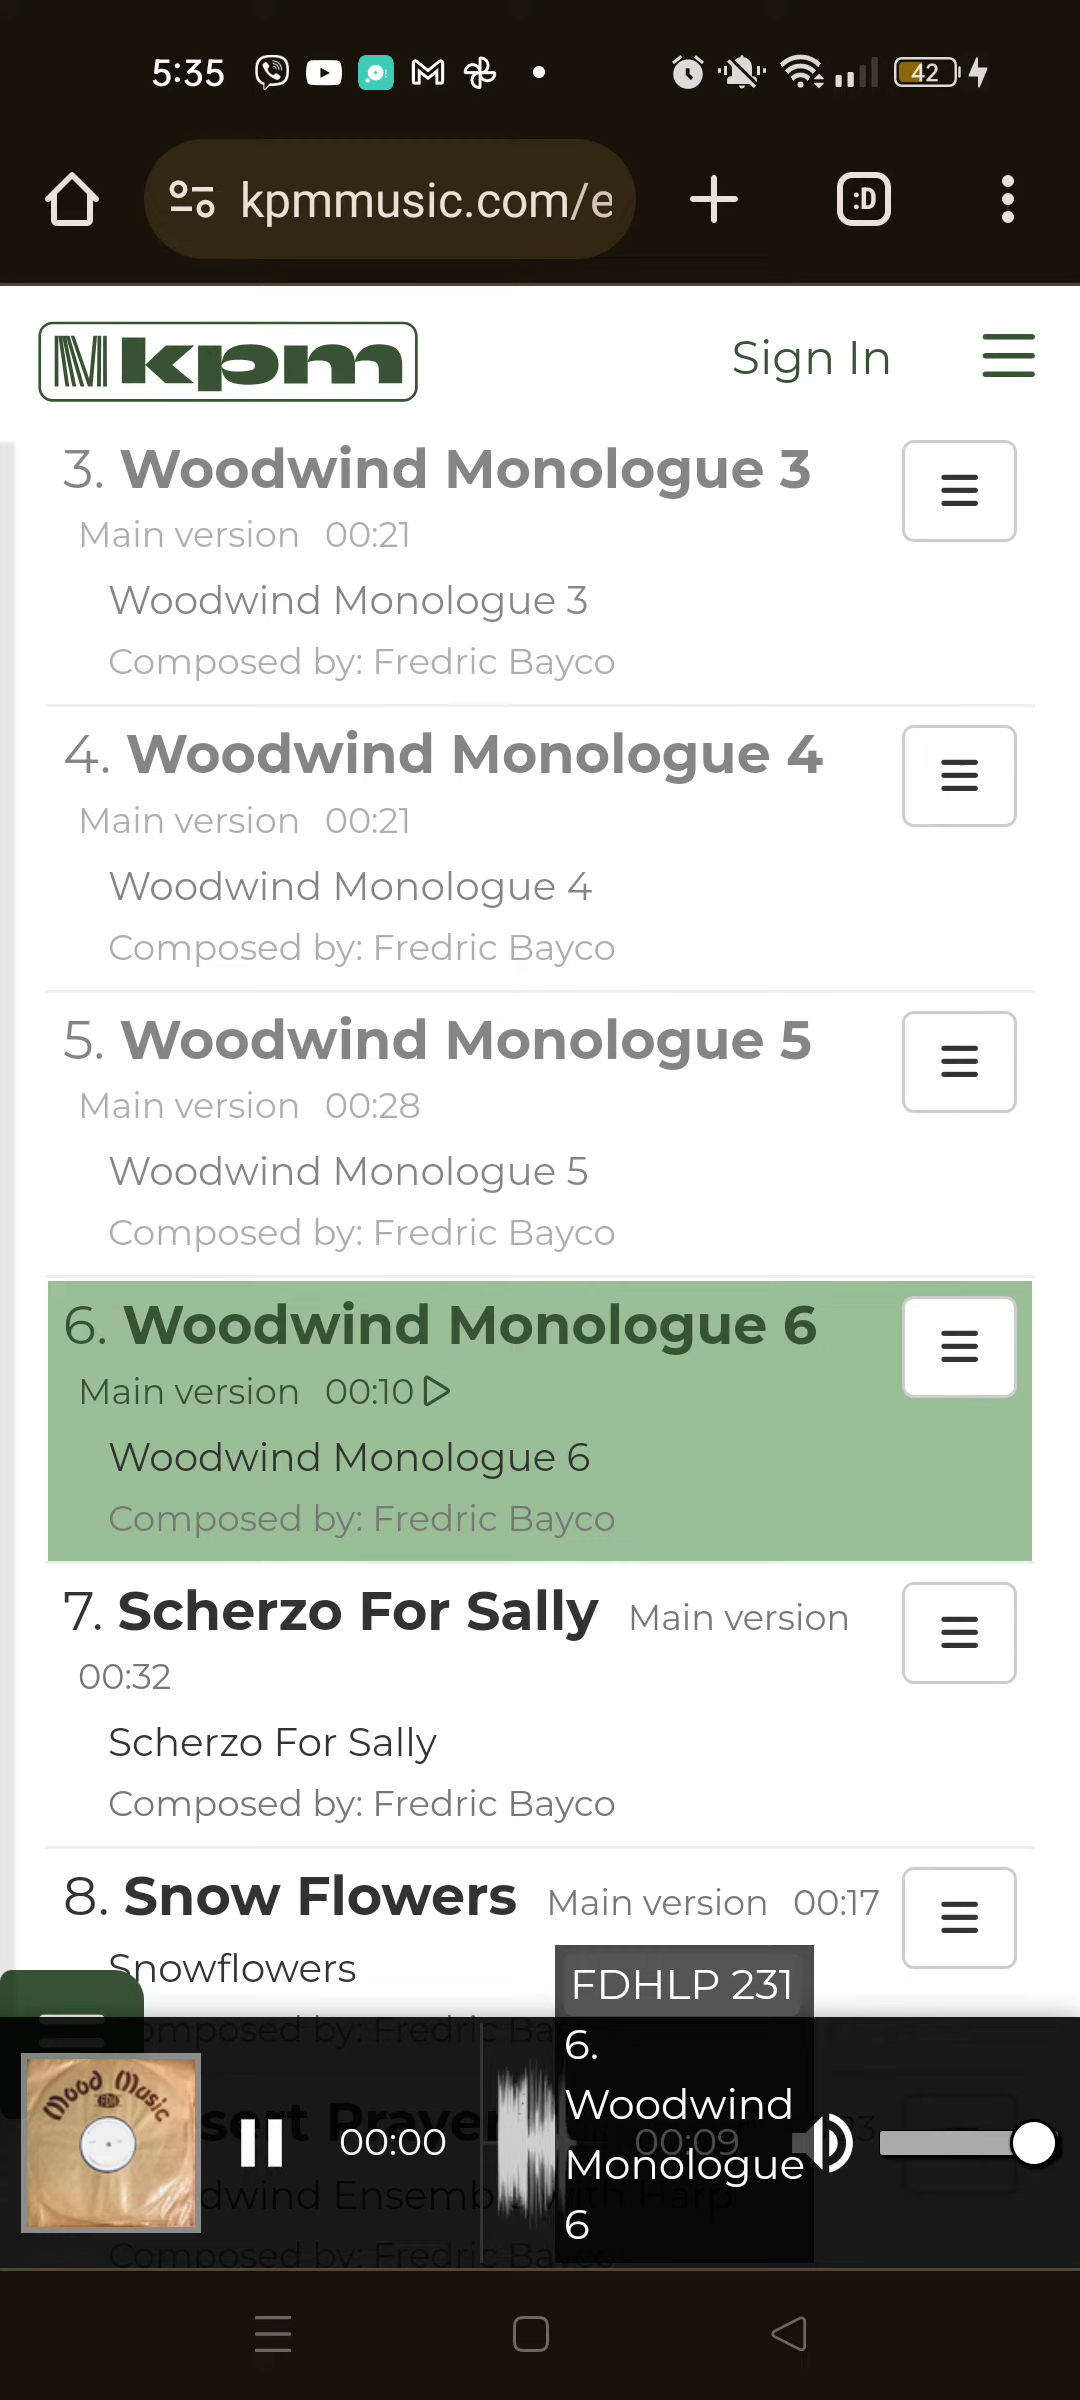 5:35
42
kpmmusic.com/e
:D
kpm
Sign In
3. Woodwind Monologue 3
Main version 00:21
Woodwind Monologue 3
Composed by: Fredric Bayco
4. Woodwind Monologue 4
Main version 00:21
Woodwind Monologue 4
Composed by: Fredric Bayco
5. Woodwind Monologue 5
Main version 00:28
Woodwind Monologue 5
Composed by: Fredric Bayco
6. Woodwind Monologue 6
Main version 00:10
Woodwind Monologue 6
Composed by: Fredric Bayco
7. Scherzo For Sally Main version
00:32
Scherzo For Sally
Composed by: Fredric Bayco
8. Snow Flowers Main version 00:17
Snowflowers
FDHLP 231
6.
Woodwind
Monologue
6
Mood Music
00:00
00:09
Composed by: Fredric Bayco